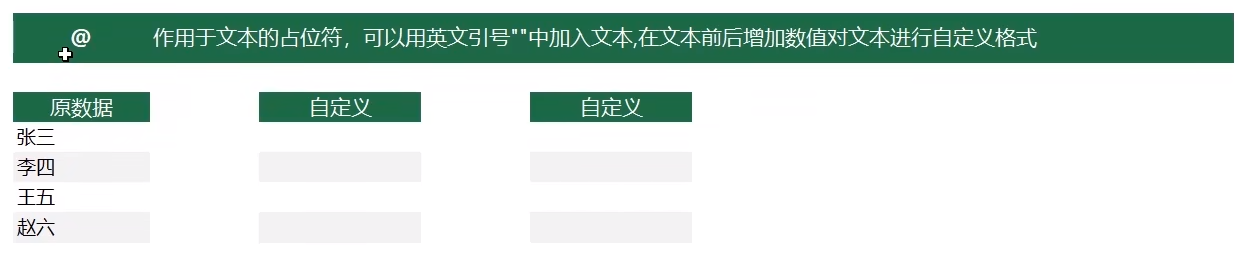 @ 作用于文本的占位符，可以用英文引号""中加入文本,在文本前后增加数值对文本进行自定义格式
原数据 自定义 自定义
张三
李四
王五
赵六